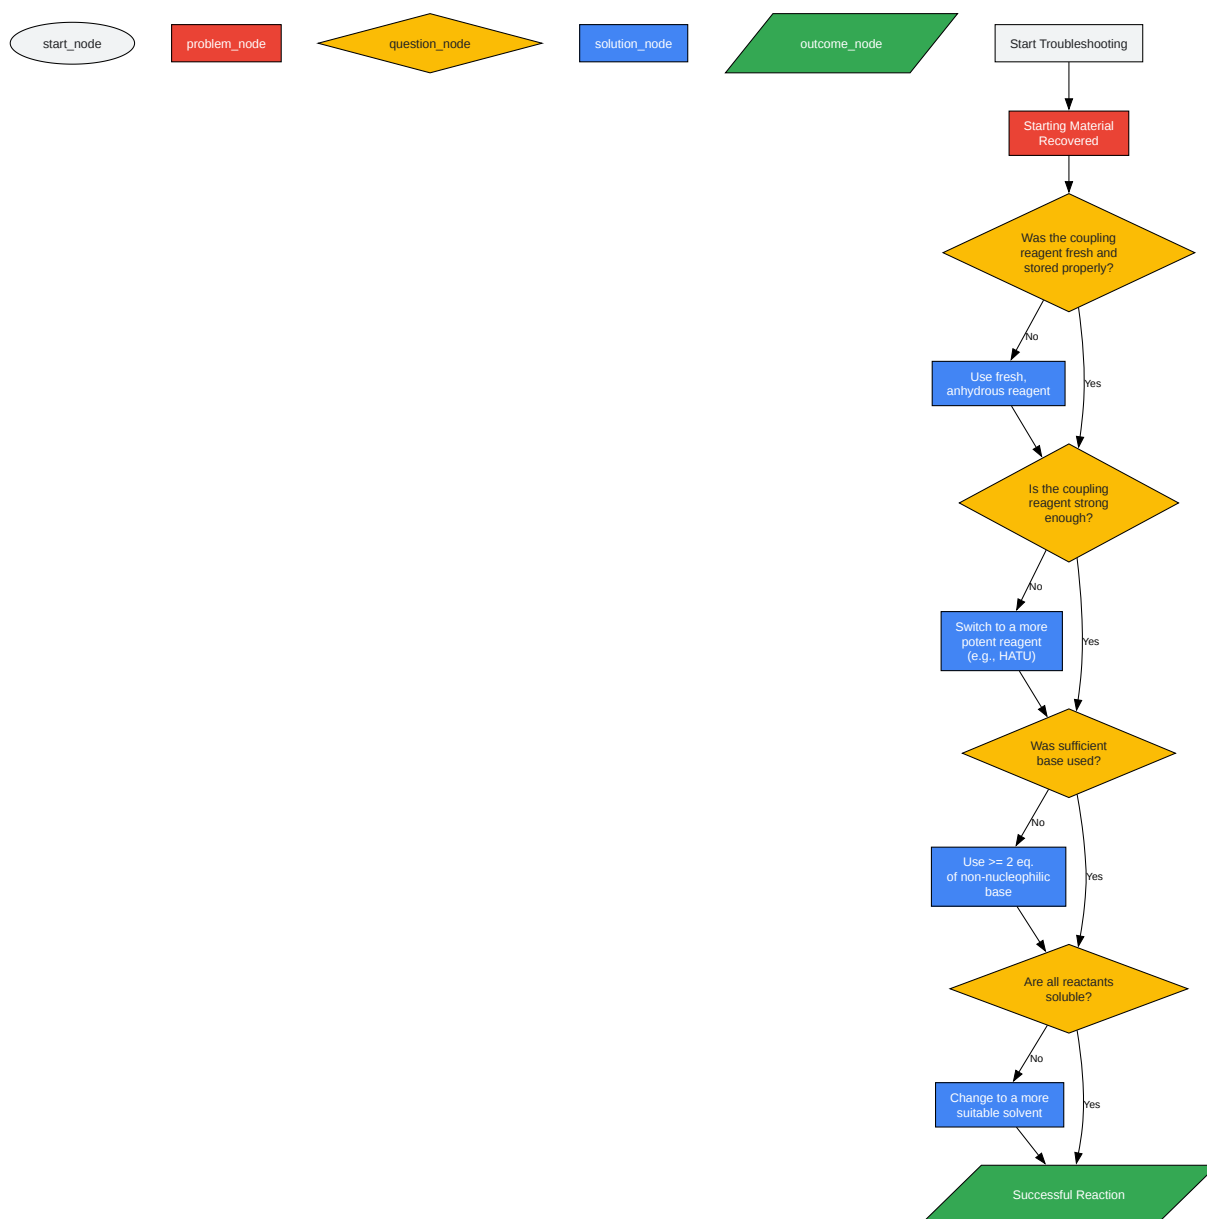 start_node
problem_node
question_node
solution_node
outcome_node
Start Troubleshooting
Starting Material
Recovered
Was the coupling
reagent fresh and
stored properly?
No
Yes
Use fresh,
anhydrous reagent
Is the coupling
reagent strong
enough?
No
Yes
Switch to a more
potent reagent
(e.g., HATU)
Was sufficient
base used?
No
Yes
Use >= 2 eq.
of non-nucleophilic
base
Are all reactants
soluble?
No
Yes
Change to a more
suitable solvent
Successful Reaction